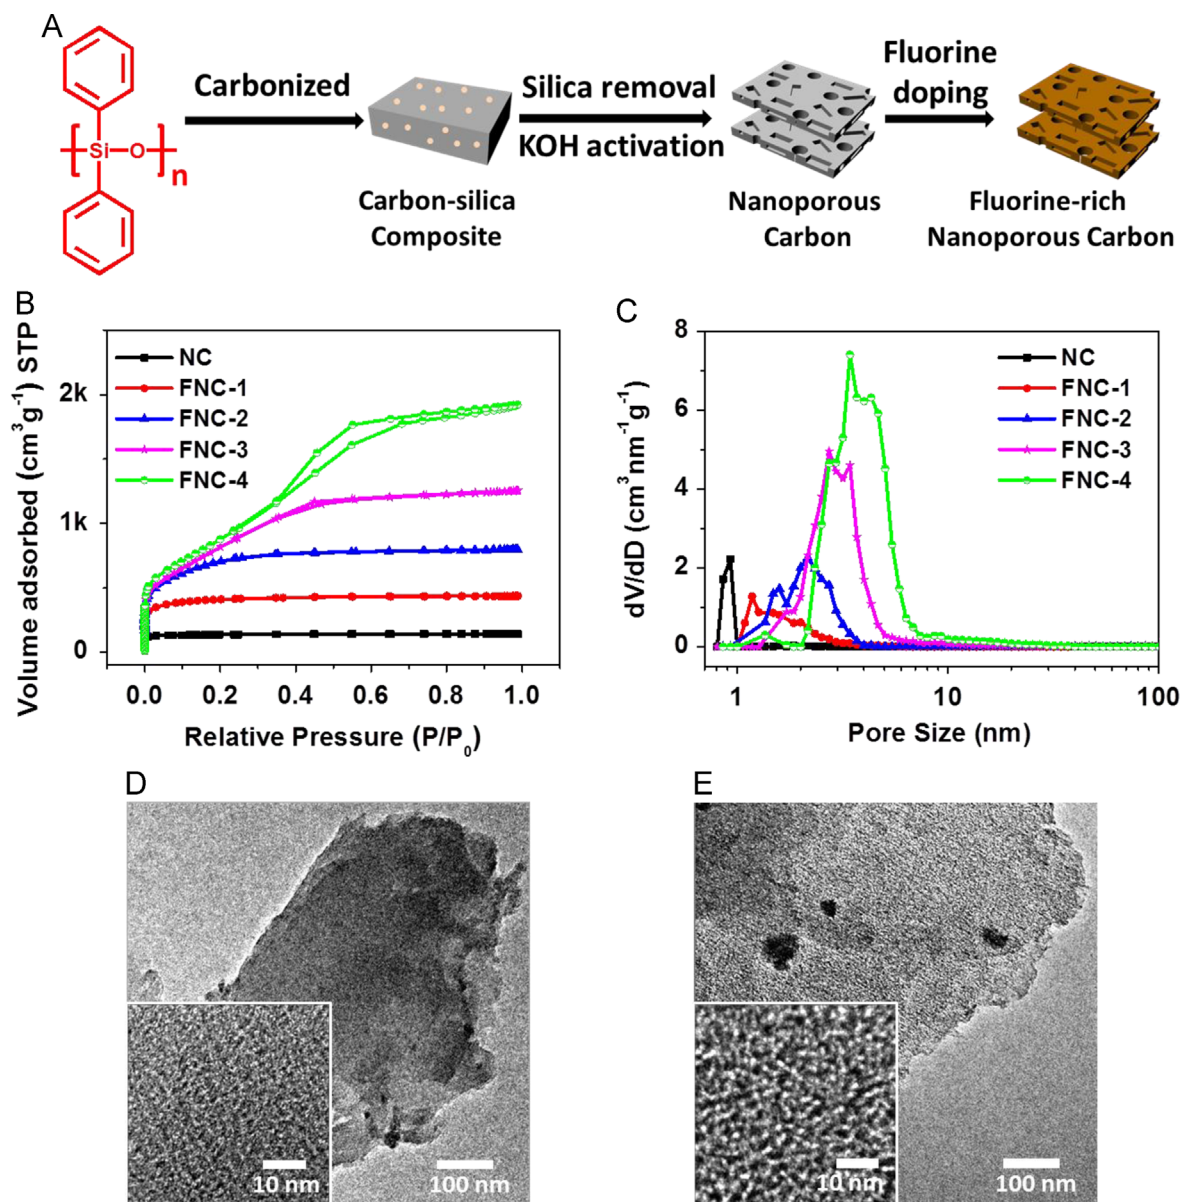 A
Si
O
n
Carbonized
Silica removal
KOH activation
Fluorine
doping
Carbon-silica
Composite
Nanoporous
Carbon
Fluorine-rich
Nanoporous Carbon
B
Volume adsorbed (cm³g⁻¹) STP
2k
1k
0
NC
FNC-1
FNC-2
FNC-3
FNC-4
0.0 0.2 0.4 0.6 0.8 1.0
Relative Pressure (P/P₀)
C
dV/dD (cm³ nm⁻¹ g⁻¹)
8
6
4
2
0
NC
FNC-1
FNC-2
FNC-3
FNC-4
1 10 100
Pore Size (nm)
D
10 nm
100 nm
E
10 nm
100 nm